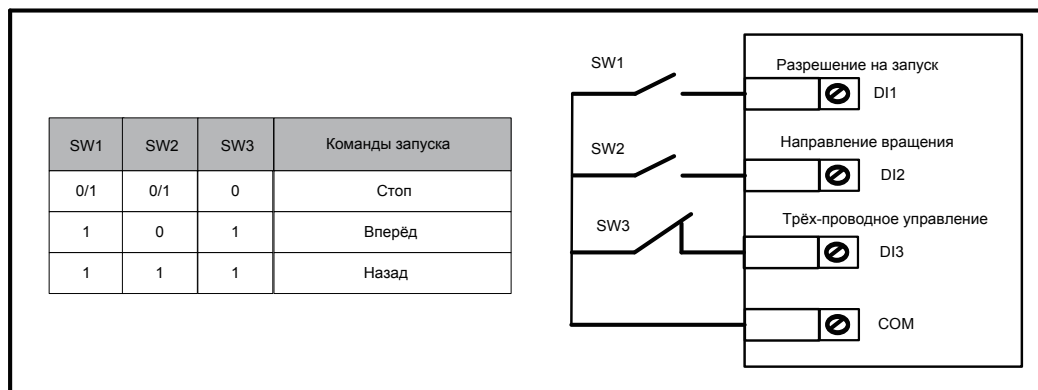 SW1 SW2 SW3 Команды запуска
0/1 0/1 0 Стоп
1 0 1 Вперёд
1 1 1 Назад
SW1
Разрешение на запуск
DI1
SW2
Направление вращения
DI2
SW3
Трёх-проводное управление
DI3
COM